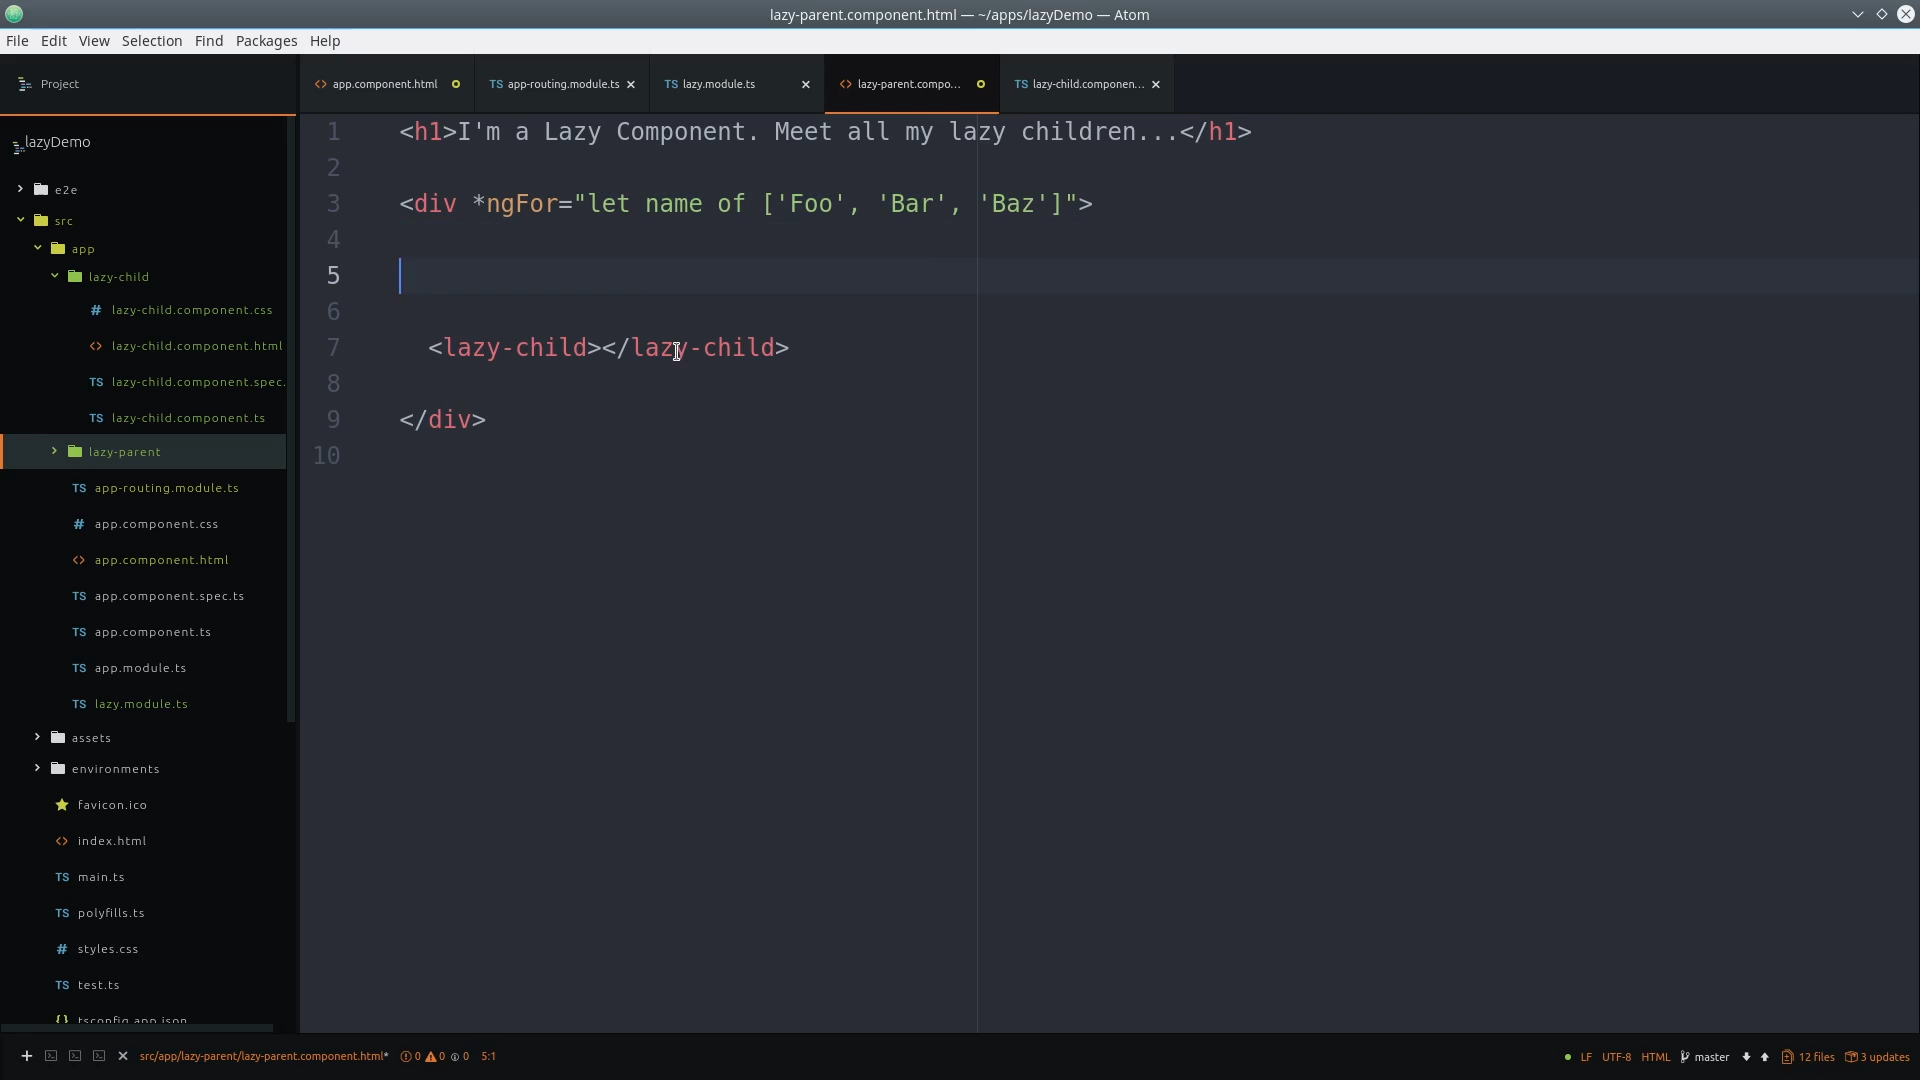 lazy-parent.component.html — ~/apps/lazyDemo — Atom
File Edit View Selection Find Packages Help
Project
app.component.html
TS app-routing.module.ts
TS lazy.module.ts
lazy-parent.compo...
TS lazy-child.componen...
lazyDemo
e2e
src
app
lazy-child
# lazy-child.component.css
<> lazy-child.component.html
TS lazy-child.component.spec.
TS lazy-child.component.ts
lazy-parent
TS app-routing.module.ts
# app.component.css
<> app.component.html
TS app.component.spec.ts
TS app.component.ts
TS app.module.ts
TS lazy.module.ts
assets
environments
favicon.ico
<> index.html
TS main.ts
TS polyfills.ts
# styles.css
TS test.ts
{} tsconfig.app.json
1 <h1>I'm a Lazy Component. Meet all my lazy children...</h1>
2
3 <div *ngFor="let name of ['Foo', 'Bar', 'Baz']">
4
5
6
7 <lazy-child></lazy-child>
8
9 </div>
10
src/app/lazy-parent/lazy-parent.component.html* 0 0 0 5:1
LF UTF-8 HTML master 12 files 3 updates